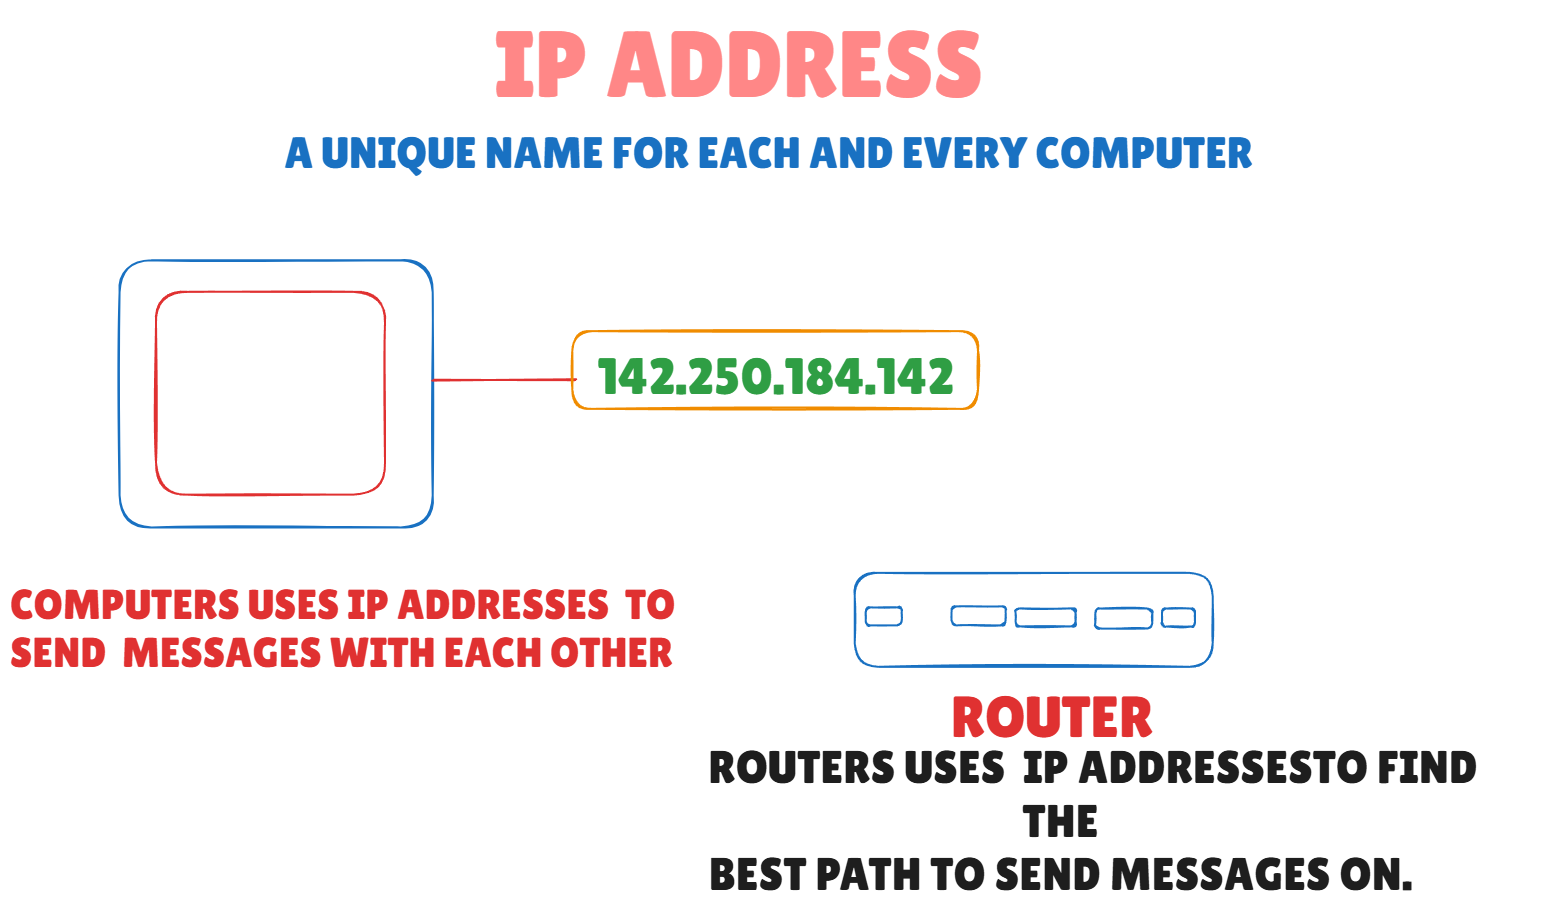 IP ADDRESS
A UNIQUE NAME FOR EACH AND EVERY COMPUTER
142.250.184.142
COMPUTERS USES IP ADDRESSES TO
SEND MESSAGES WITH EACH OTHER
ROUTER
ROUTERS USES IP ADDRESSESTO FIND
THE
BEST PATH TO SEND MESSAGES ON.